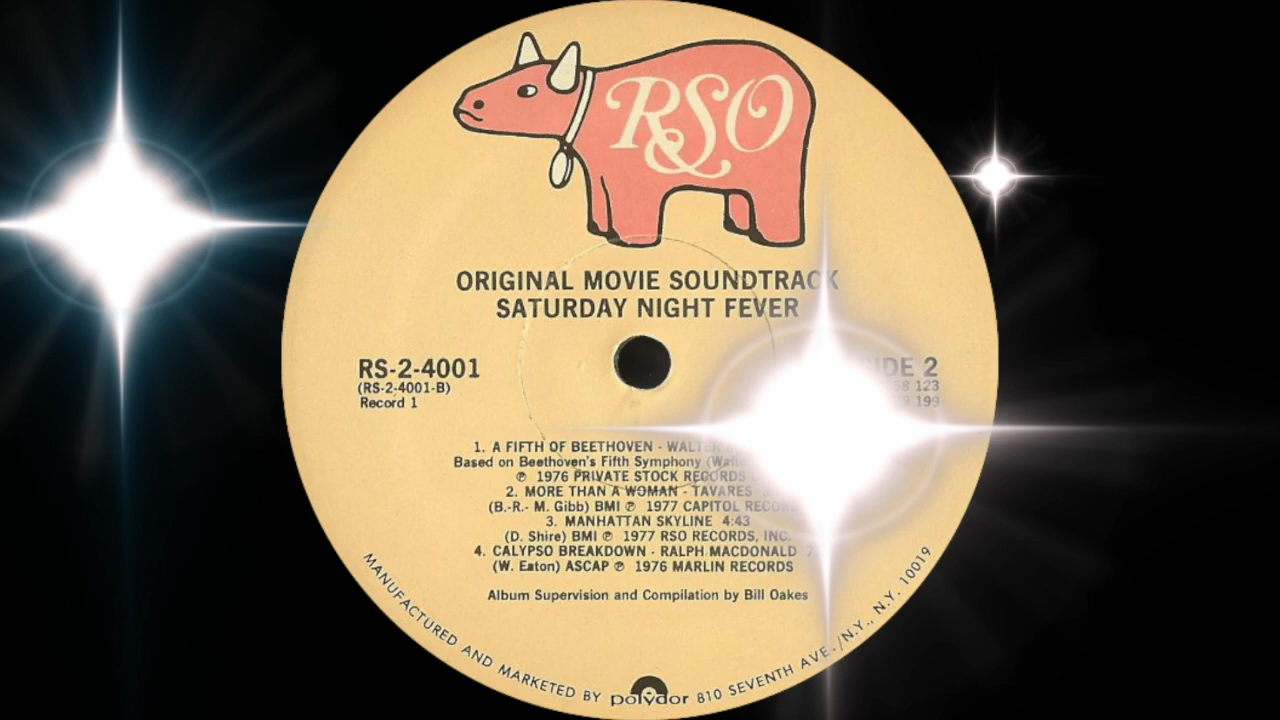 RSO
ORIGINAL MOVIE SOUNDTRACK
SATURDAY NIGHT FEVER
RS-2-4001
(RS-2-4001-B)
Record 1
2
123
199
1. A FIFTH OF BEETHOVEN - WALTER
Based on Beethoven's Fifth Symphony
℗ 1976 PRIVATE STOCK RECORDS
2. MORE THAN A WOMAN - TAVARES
(B.-R.- M. Gibb) BMI ℗ 1977 CAPITOL
3. MANHATTAN SKYLINE 4:43
(D. Shire) BMI ℗ 1977 RSO RECORDS, INC.
4. CALYPSO BREAKDOWN - RALPH MACDONALD
(W. Eaton) ASCAP ℗ 1976 MARLIN RECORDS
Album Supervision and Compilation by Bill Oakes
MANUFACTURED AND MARKETED BY polydor 810 SEVENTH AVE./N.Y., N.Y. 10019